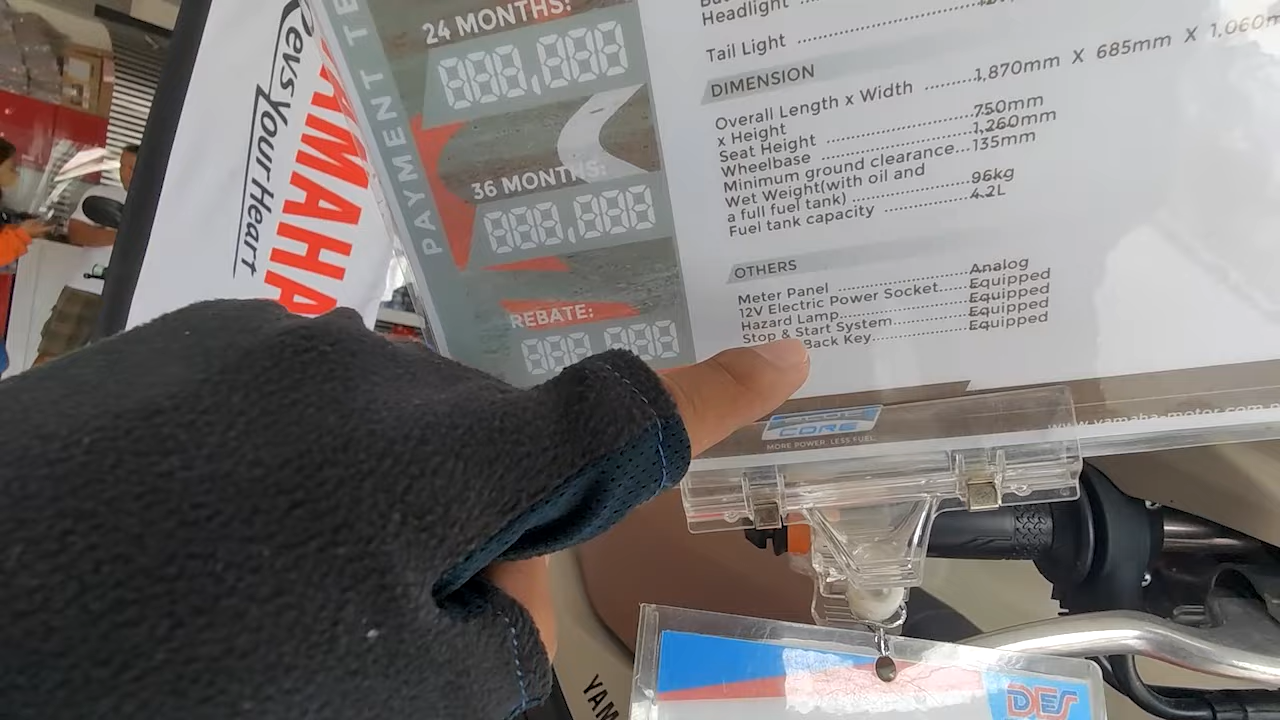 Revs Your Heart
YAMAHA
PAYMENT
24 MONTHS:
888,888
36 MONTHS:
888,888
REBATE:
888,888
Headlight
Tail Light
DIMENSION
Overall Length x Width ..........1,870mm X 685mm X 1,060m
x Height
Seat Height ..........750mm
Wheelbase ..........1,260mm
Minimum ground clearance...135mm
Wet Weight(with oil and
a full fuel tank) ..........96kg
Fuel tank capacity ..........4.2L
OTHERS
Meter Panel ..........Analog
12V Electric Power Socket......Equipped
Hazard Lamp..........Equipped
Stop & Start System..........Equipped
Back Key..........Equipped
CORE
MORE POWER, LESS FUEL
www.yamaha-motor.com
YAM
DES